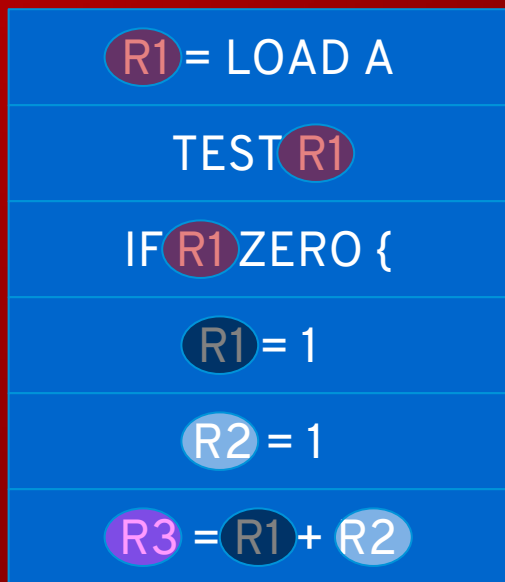 R1 = LOAD A
TEST R1
IF R1 ZERO {
R1 = 1
R2 = 1
R3 = R1 + R2